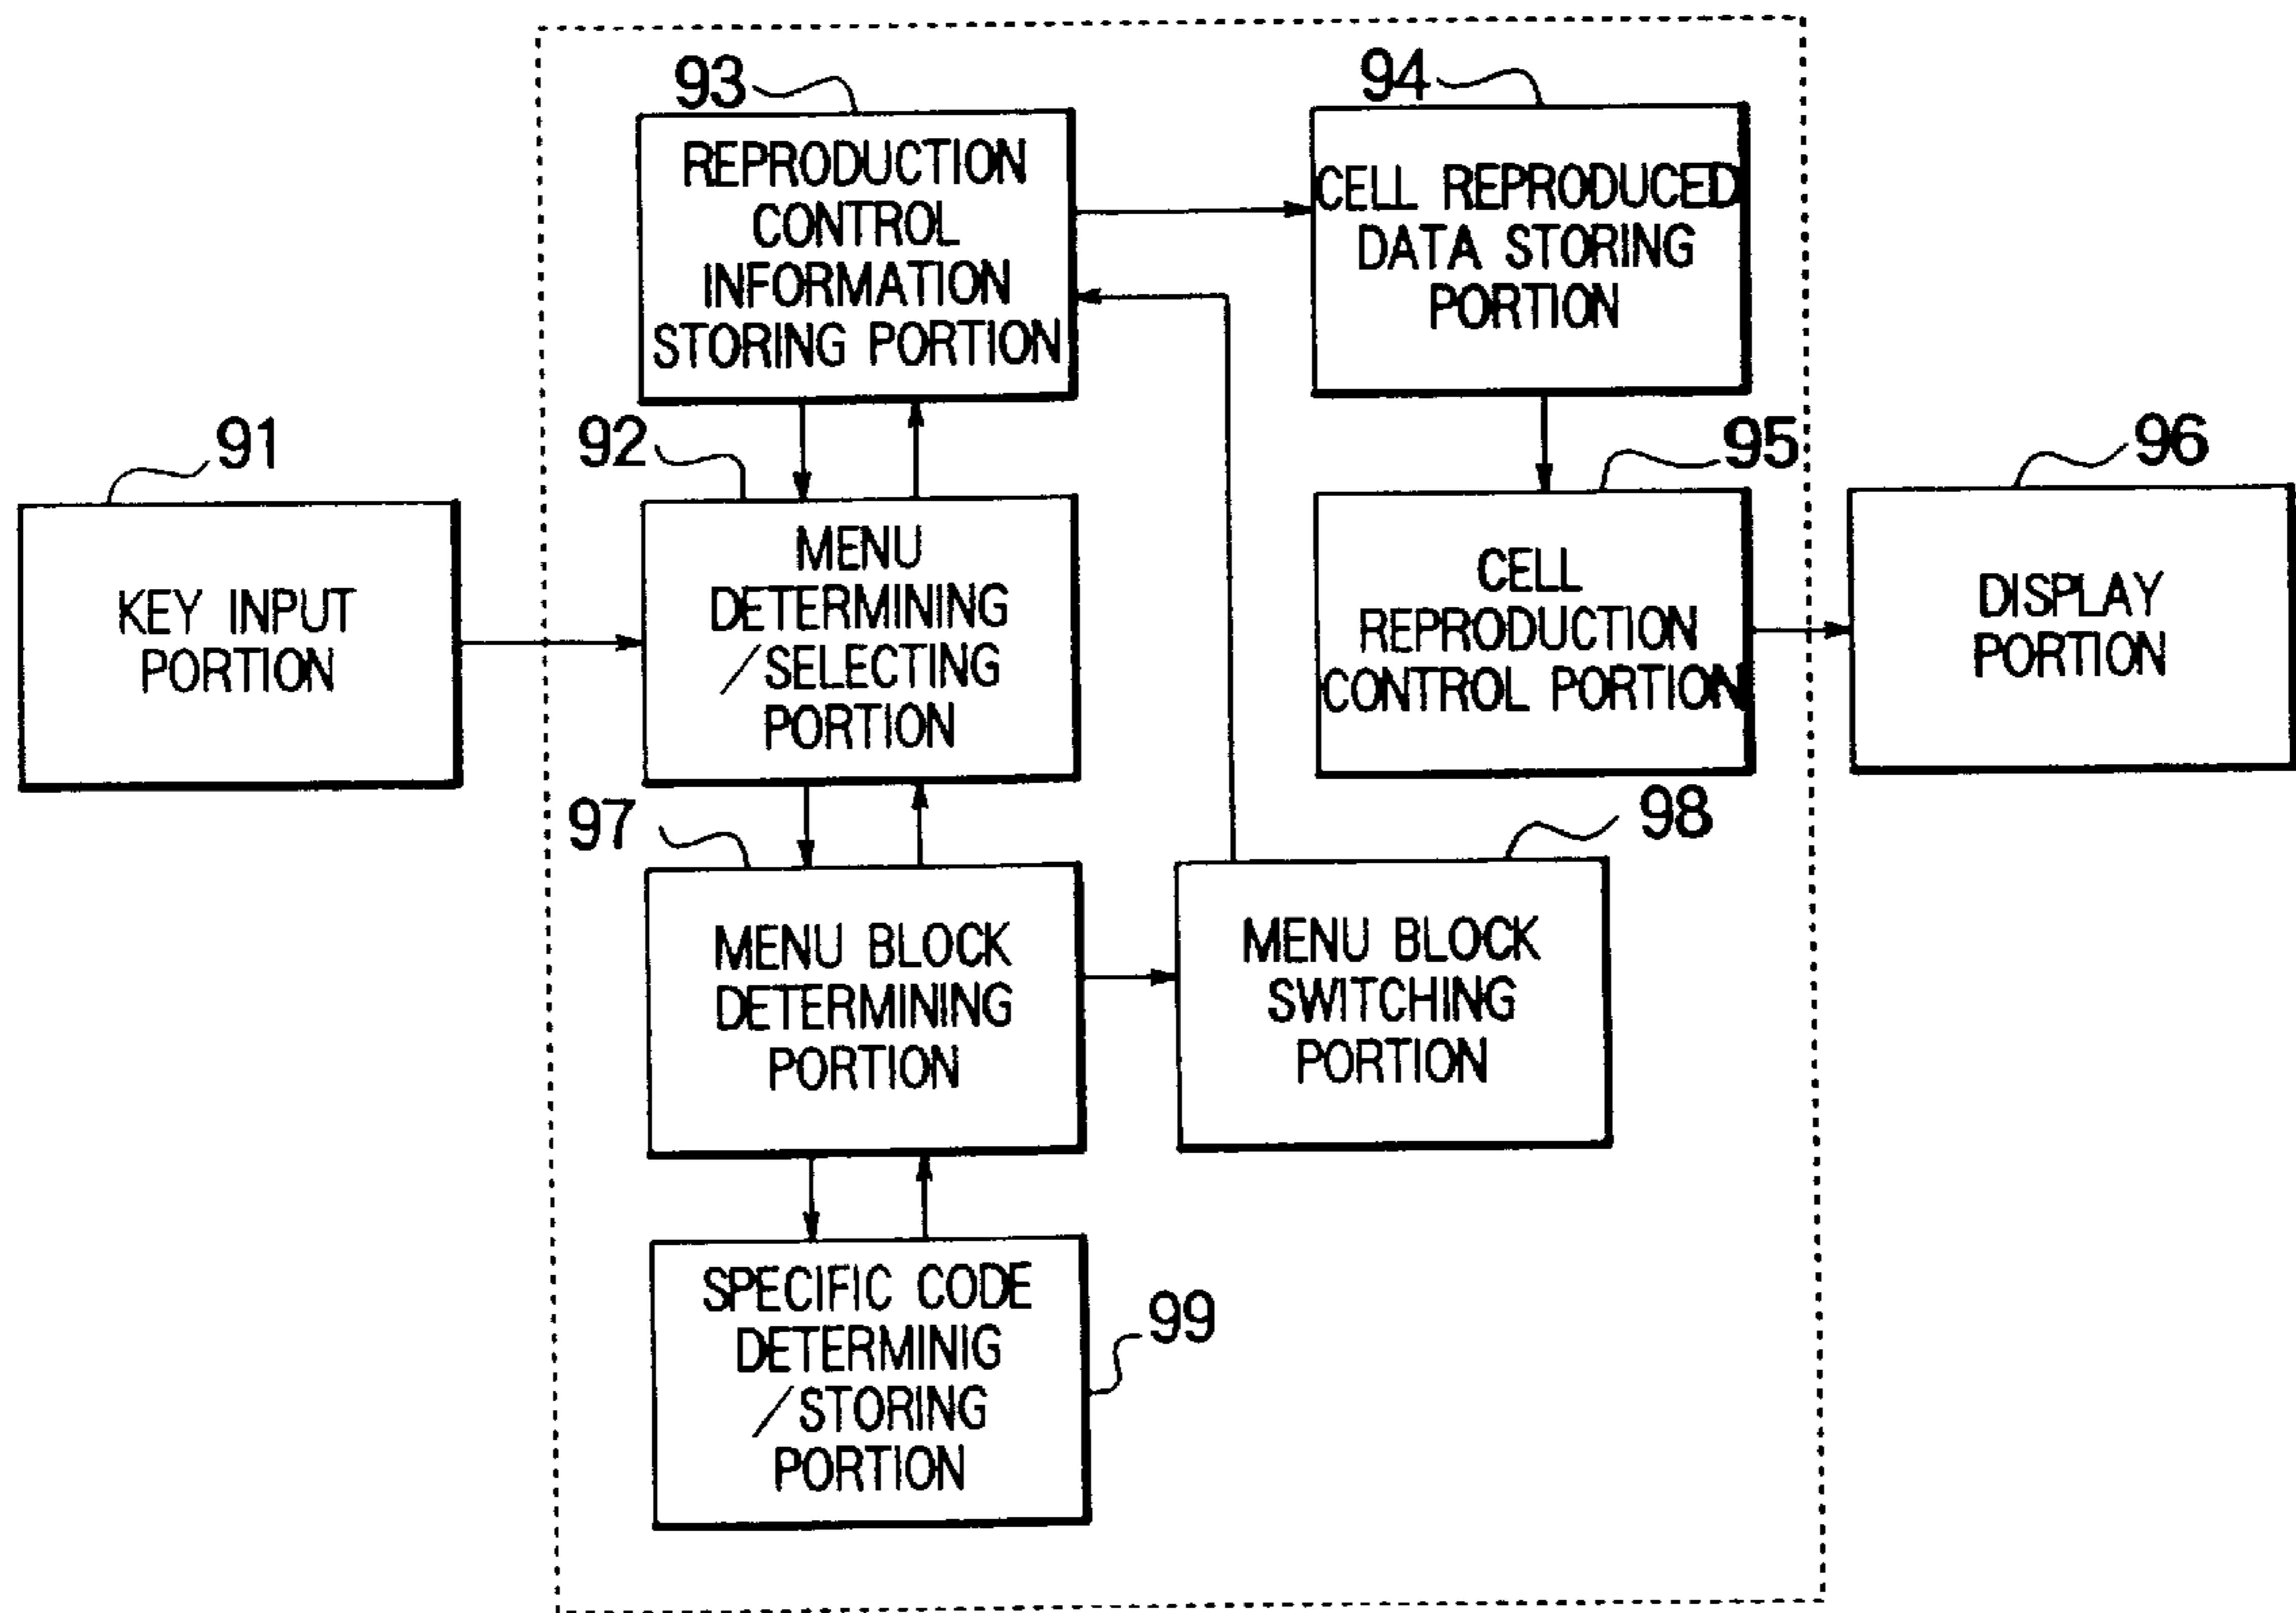 93
REPRODUCTION
CONTROL
INFORMATION
STORING PORTION
94
CELL REPRODUCED
DATA STORING
PORTION
91
KEY INPUT
PORTION
92
MENU
DETERMINING
/SELECTING
PORTION
95
CELL
REPRODUCTION
CONTROL PORTION
96
DISPLAY
PORTION
97
MENU BLOCK
DETERMINING
PORTION
98
MENU BLOCK
SWITCHING
PORTION
SPECIFIC CODE
DETERMINIG
/STORING
PORTION
99